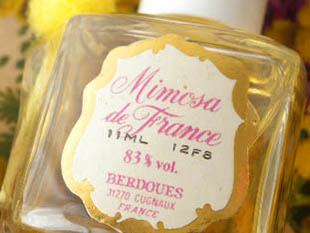 Mimosa
de France
11ML 12F8
83% vol.
BERDOUES
31270 CUGNAUX
FRANCE